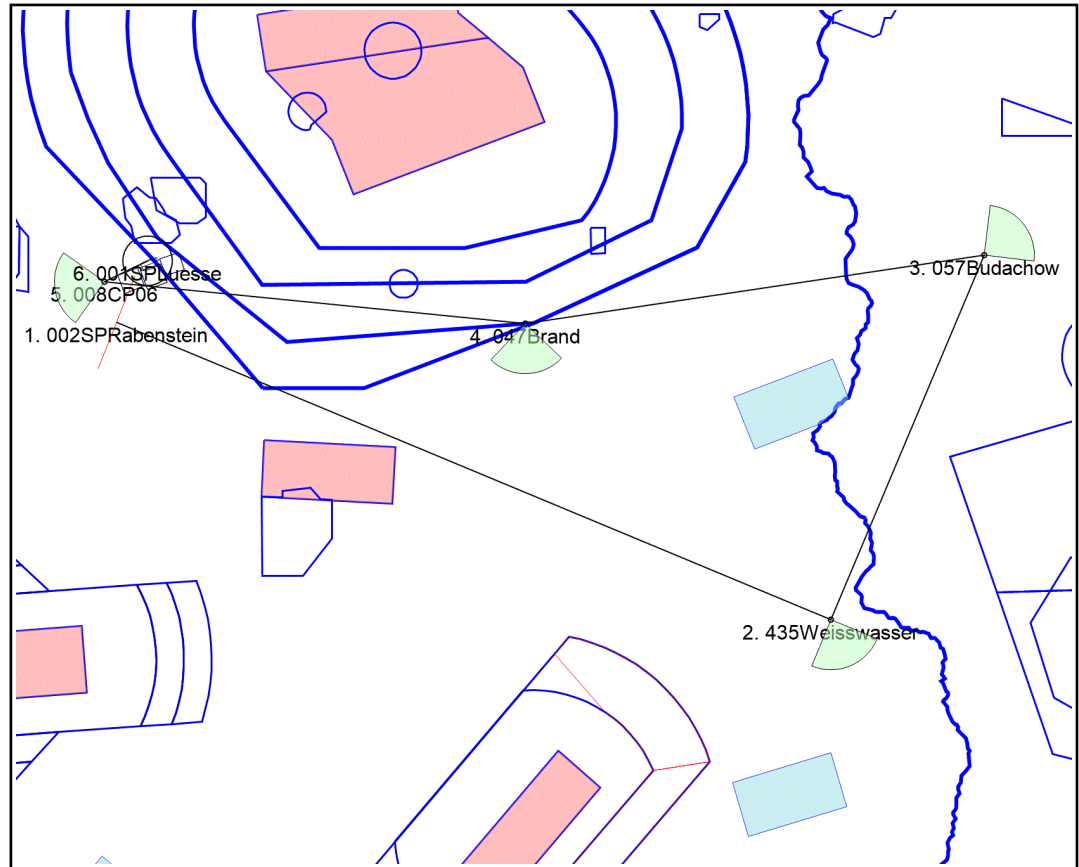 6. 001SPLuesse
5. 008CP06
3. 057Budachow
1. 002SPRabenstein
4. 047Brand
2. 435Weisswasser